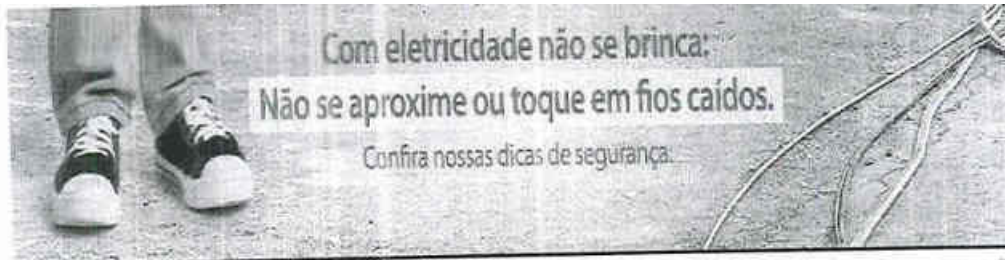 Com eletricidade não se brinca:
Não se aproxime ou toque em fios caídos.
Confira nossas dicas de segurança.